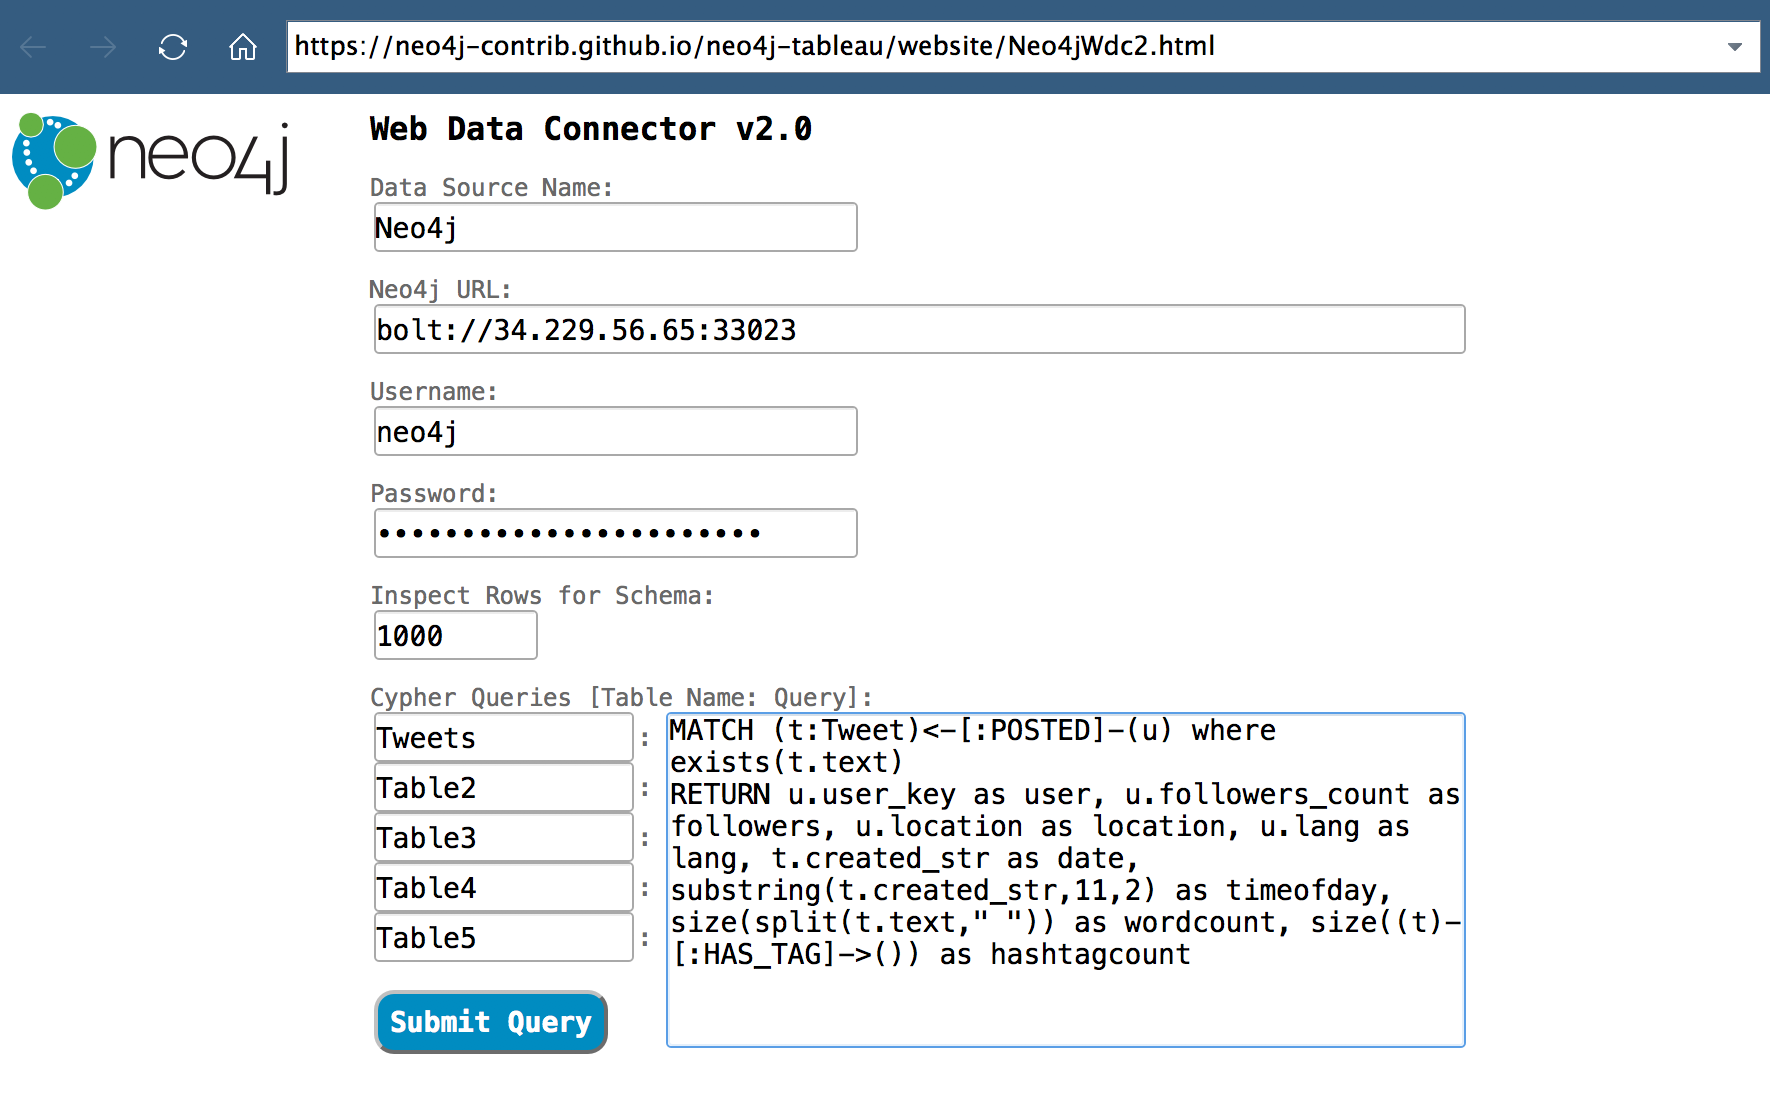 https://neo4j-contrib.github.io/neo4j-tableau/website/Neo4jWdc2.html
neo4j
Web Data Connector v2.0
Data Source Name:
Neo4j
Neo4j URL:
bolt://34.229.56.65:33023
Username:
neo4j
Password:
•••••••••••••••••••••••
Inspect Rows for Schema:
1000
Cypher Queries [Table Name: Query]:
Tweets :
Table2 :
Table3 :
Table4 :
Table5 :
MATCH (t:Tweet)<-[:POSTED]-(u) where
exists(t.text)
RETURN u.user_key as user, u.followers_count as
followers, u.location as location, u.lang as
lang, t.created_str as date,
substring(t.created_str,11,2) as timeofday,
size(split(t.text," ")) as wordcount, size((t)-
[:HAS_TAG]->()) as hashtagcount
Submit Query